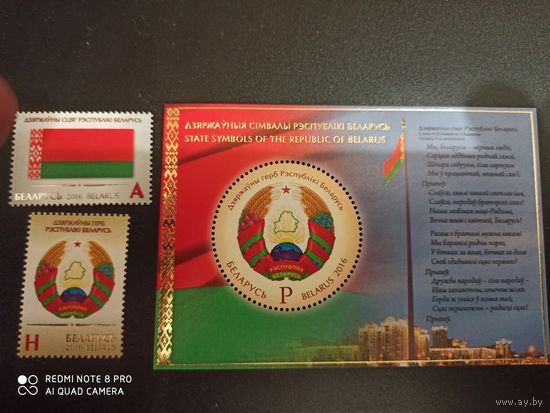 ДЗЯРЖАЎНЫ СЦЯГ РЭСПУБЛІКІ БЕЛАРУСЬ
БЕЛАРУСЬ 2016 BELARUS A
ДЗЯРЖАЎНЫ ГЕРБ
РЭСПУБЛІКІ БЕЛАРУСЬ
РЭСПУБЛІКА
БЕЛАРУСЬ
H БЕЛАРУСЬ
2016 BELARUS
ДЗЯРЖАЎНЫЯ СІМВАЛЫ РЭСПУБЛІКІ БЕЛАРУСЬ
STATE SYMBOLS OF THE REPUBLIC OF BELARUS
Дзяржаўны герб Рэспублікі Беларусь
РЭСПУБЛІКА
БЕЛАРУСЬ
БЕЛАРУСЬ P BELARUS 2016
Дзяржаўны гімн Рэспублікі Беларусь
Мы, беларусы – мірныя людзі,
Сэрцам адданыя роднай зямлі,
Шчыра сябруем, сілы гартуем
Мы ў працавітай, вольнай сям'і.
Прыпеў:
Слаўся, зямлі нашай светлае імя,
Слаўся, народаў братэрскі саюз!
Наша любімая маці-Радзіма,
Вечна жыві і квітней, Беларусь!
Разам з братамі мужна вякамі
Мы баранілі родны парог,
У бітвах за волю, бітвах за долю
Свой здабывалі сцяг перамог!
Прыпеў.
Дружба народаў – сіла народаў –
Наш запаветны, сонечны шлях.
Горда ж узвіся ў ясныя высі,
Сцяг пераможны – радасці сцяг!
Прыпеў.
REDMI NOTE 8 PRO
AI QUAD CAMERA
www.ay.by